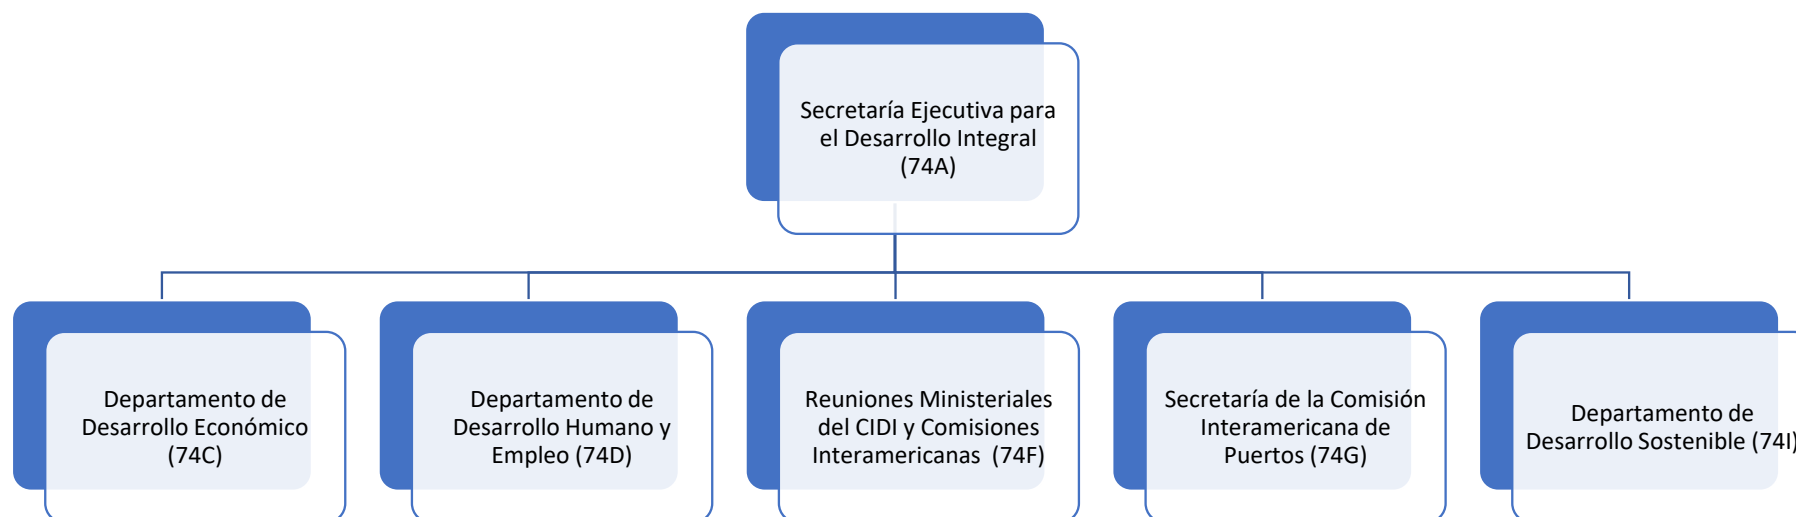 Secretaría Ejecutiva para
el Desarrollo Integral
(74A)
Departamento de
Desarrollo Económico
(74C)
Departamento de
Desarrollo Humano y
Empleo (74D)
Reuniones Ministeriales
del CIDI y Comisiones
Interamericanas (74F)
Secretaría de la Comisión
Interamericana de
Puertos (74G)
Departamento de
Desarrollo Sostenible (74I)